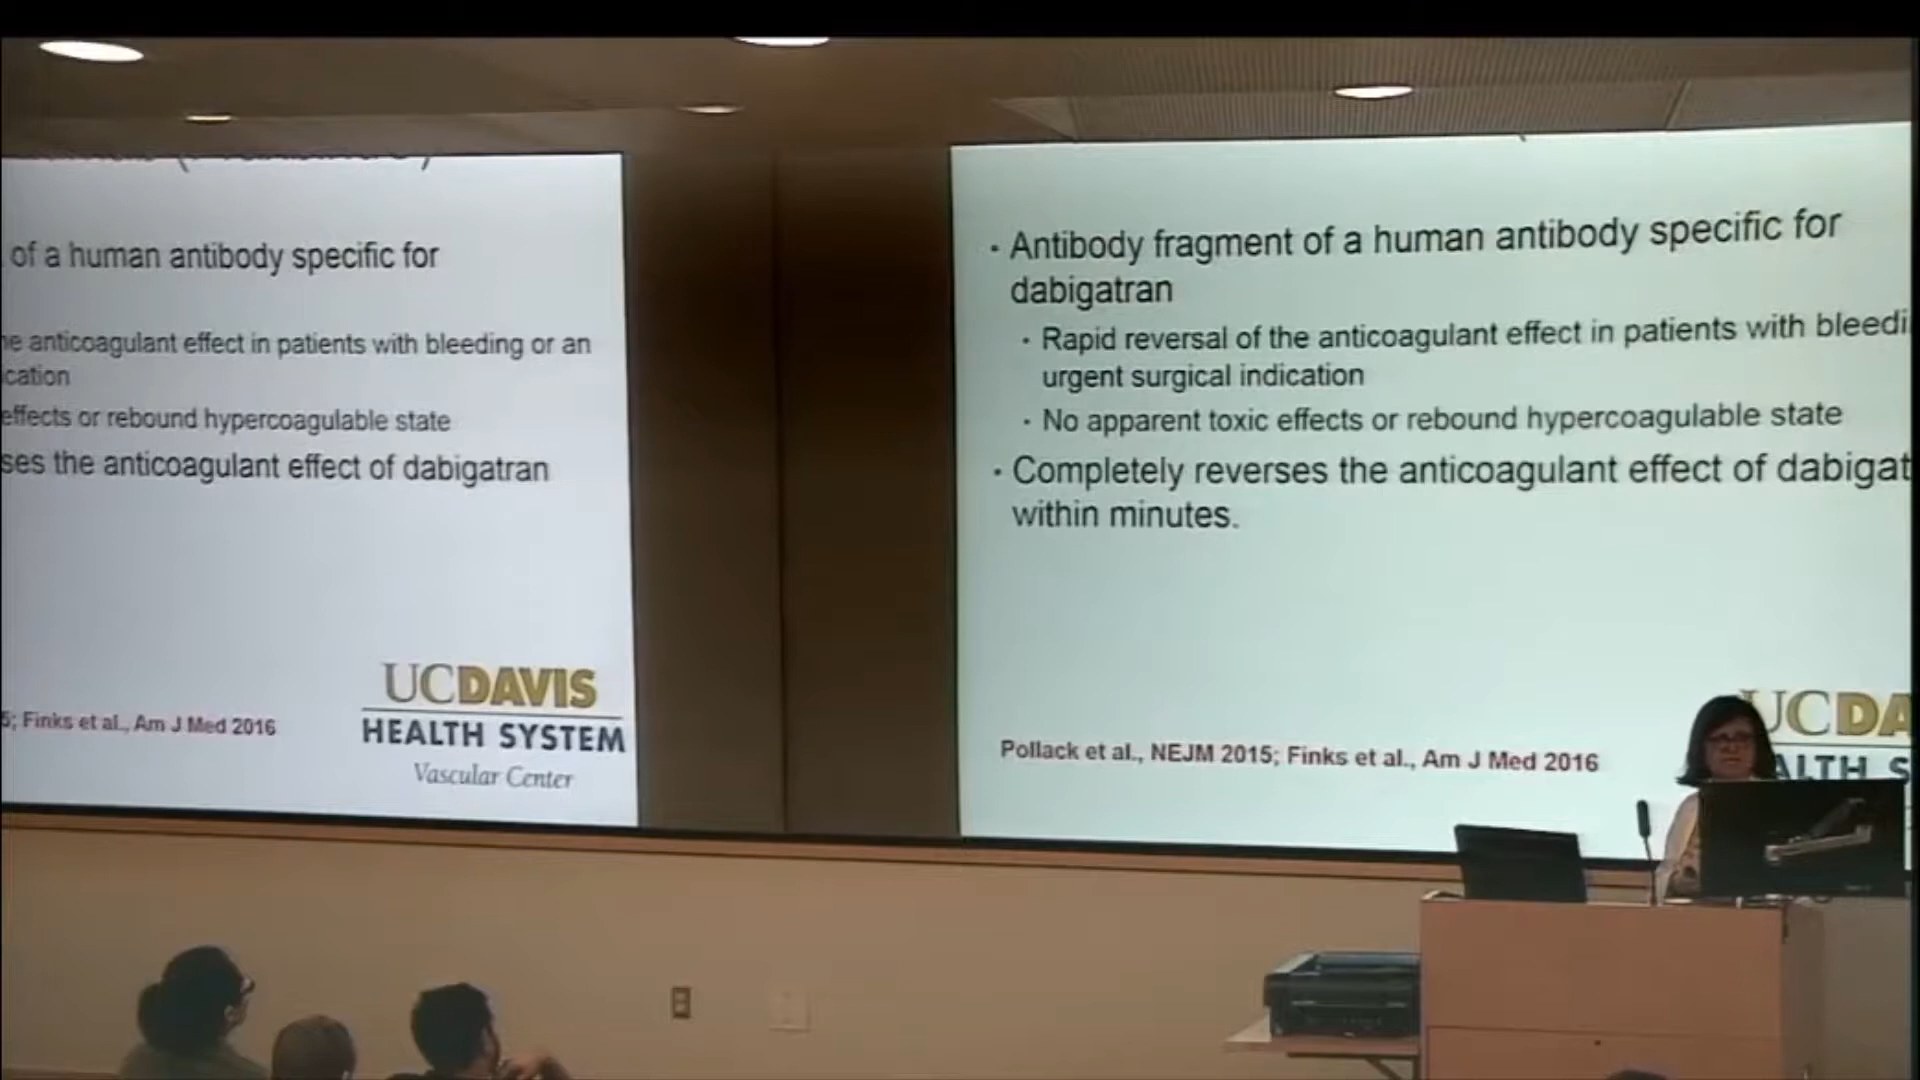 of a human antibody specific for
he anticoagulant effect in patients with bleeding or an
cation
effects or rebound hypercoagulable state
ses the anticoagulant effect of dabigatran
5; Finks et al., Am J Med 2016
UCDAVIS
HEALTH SYSTEM
Vascular Center
• Antibody fragment of a human antibody specific for
dabigatran
• Rapid reversal of the anticoagulant effect in patients with bleedi
urgent surgical indication
• No apparent toxic effects or rebound hypercoagulable state
• Completely reverses the anticoagulant effect of dabigat
within minutes.
Pollack et al., NEJM 2015; Finks et al., Am J Med 2016
UCDA
ALTH S